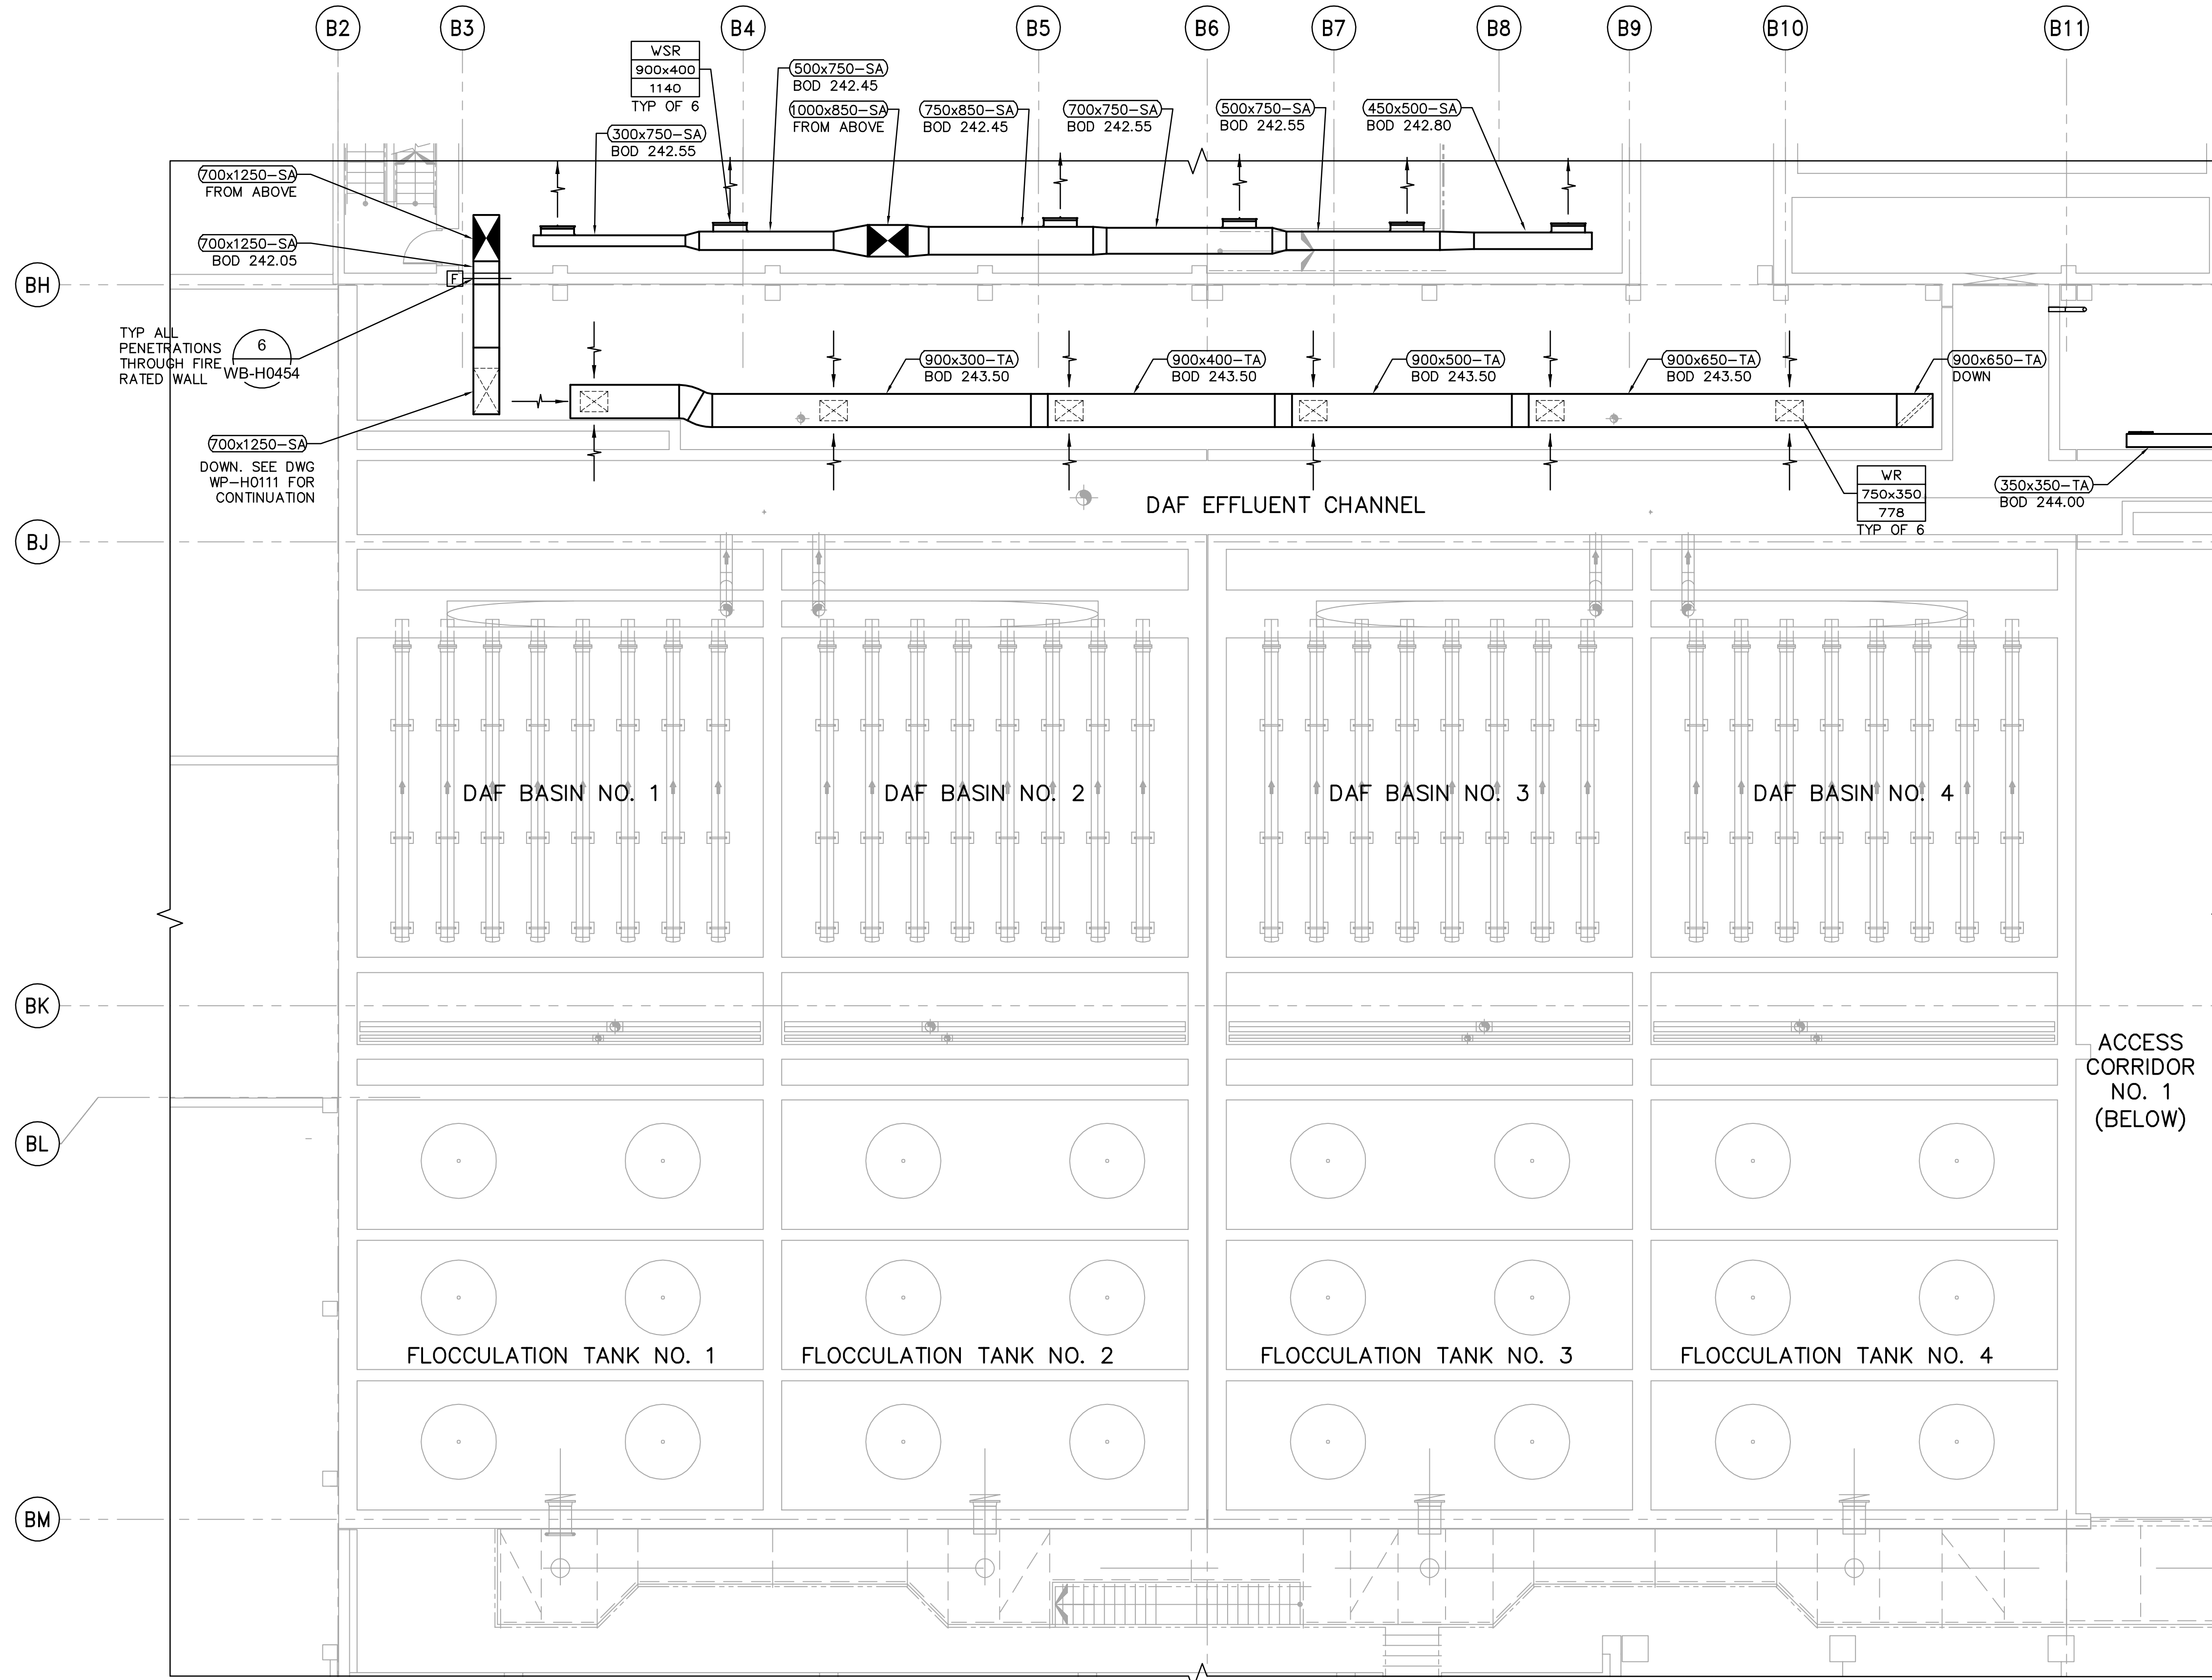 B2
B3
B4
B5
B6
B7
B8
B9
B10
B11
WSR
900x400
1140
TYP OF 6
500x750-SA
BOD 242.45
1000x850-SA
FROM ABOVE
750x850-SA
BOD 242.45
700x750-SA
BOD 242.55
500x750-SA
BOD 242.55
450x500-SA
BOD 242.80
300x750-SA
BOD 242.55
700x1250-SA
FROM ABOVE
700x1250-SA
BOD 242.05
F
BH
TYP ALL
PENETRATIONS
THROUGH FIRE
RATED WALL
6
WB-H0454
900x300-TA
BOD 243.50
900x400-TA
BOD 243.50
900x500-TA
BOD 243.50
900x650-TA
BOD 243.50
900x650-TA
DOWN
700x1250-SA
DOWN. SEE DWG
WP-H0111 FOR
CONTINUATION
WR
750x350
778
TYP OF 6
350x350-TA
BOD 244.00
DAF EFFLUENT CHANNEL
BJ
DAF BASIN NO. 1
DAF BASIN NO. 2
DAF BASIN NO. 3
DAF BASIN NO. 4
BK
ACCESS
CORRIDOR
NO. 1
(BELOW)
BL
FLOCCULATION TANK NO. 1
FLOCCULATION TANK NO. 2
FLOCCULATION TANK NO. 3
FLOCCULATION TANK NO. 4
BM